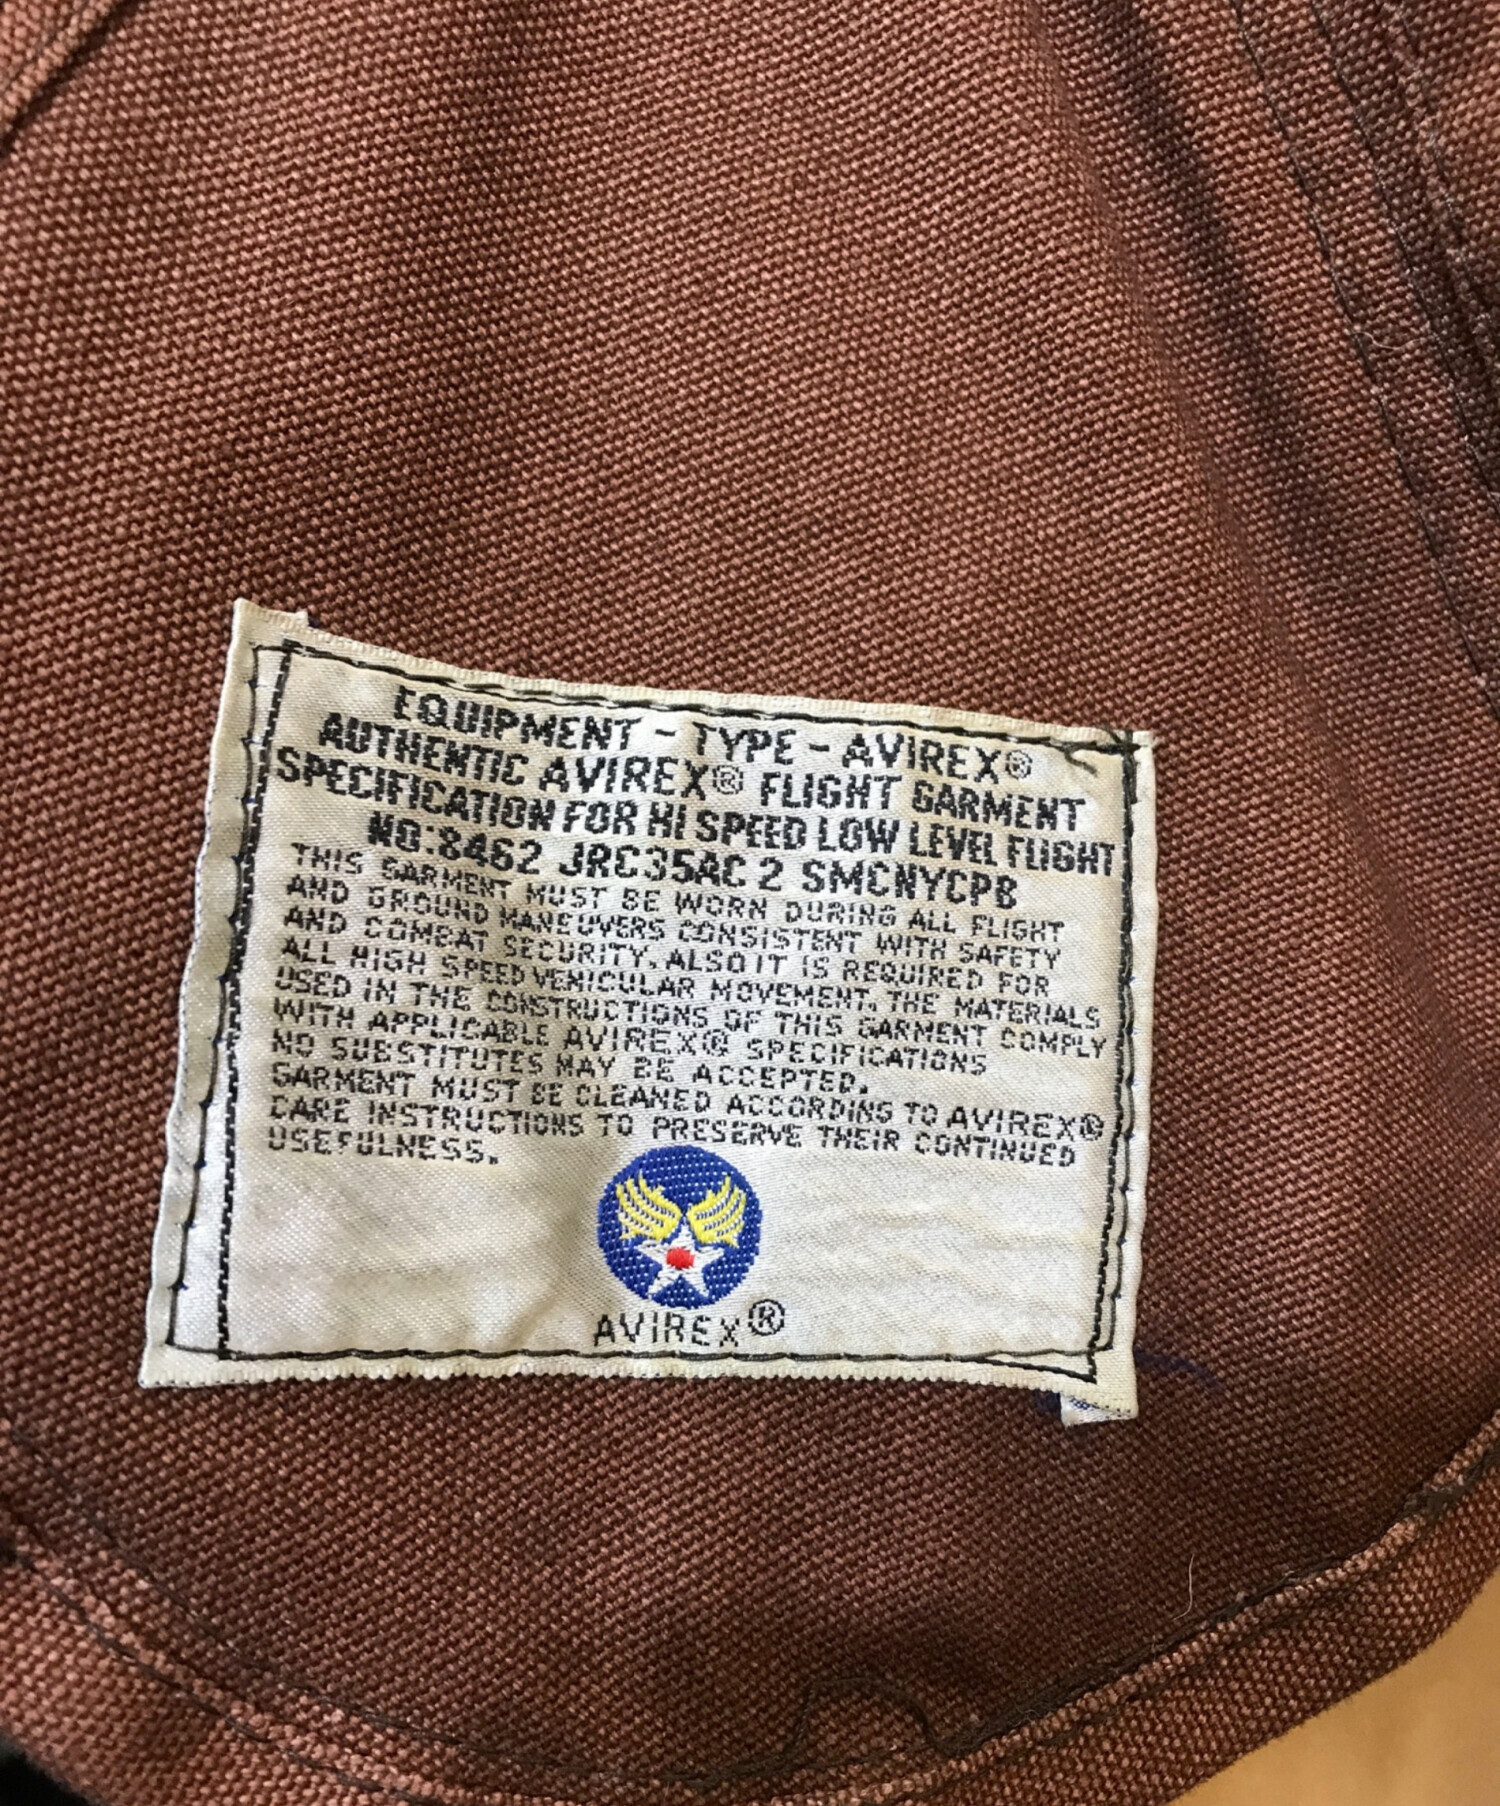 EQUIPMENT - TYPE - AVIREX®
AUTHENTIC AVIREX® FLIGHT GARMENT
SPECIFICATION FOR HI SPEED LOW LEVEL FLIGHT
NO:8462 JRC35AC 2 SMCNYCPB
THIS GARMENT MUST BE WORN DURING ALL FLIGHT
AND GROUND MANEUVERS CONSISTENT WITH SAFETY
AND COMBAT SECURITY. ALSO IT IS REQUIRED FOR
ALL HIGH SPEED VEHICULAR MOVEMENT. THE MATERIALS
USED IN THE CONSTRUCTIONS OF THIS GARMENT COMPLY
WITH APPLICABLE AVIREX® SPECIFICATIONS
NO SUBSTITUTES MAY BE ACCEPTED.
GARMENT MUST BE CLEANED ACCORDING TO AVIREX®
CARE INSTRUCTIONS TO PRESERVE THEIR CONTINUED
USEFULNESS.
AVIREX®